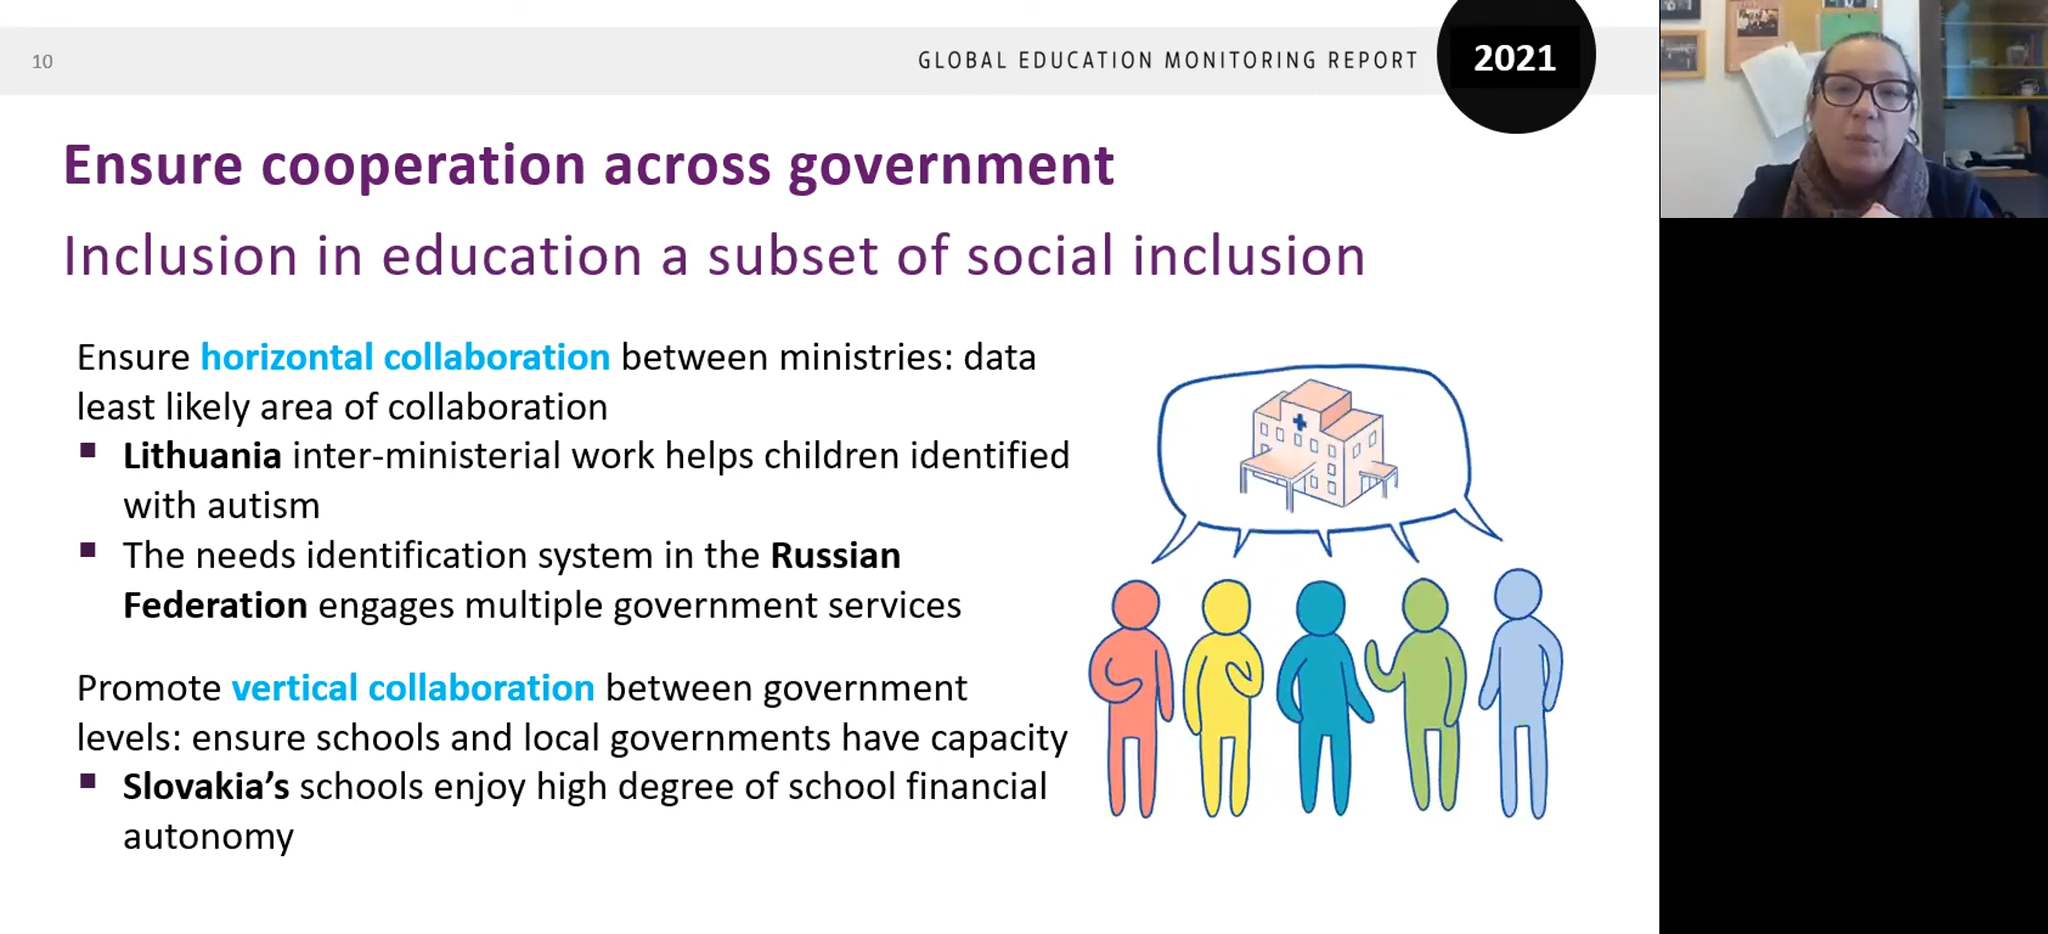 10
GLOBAL EDUCATION MONITORING REPORT
2021
Ensure cooperation across government
Inclusion in education a subset of social inclusion
Ensure horizontal collaboration between ministries: data
least likely area of collaboration
▪ Lithuania inter-ministerial work helps children identified
with autism
▪ The needs identification system in the Russian
Federation engages multiple government services
Promote vertical collaboration between government
levels: ensure schools and local governments have capacity
▪ Slovakia’s schools enjoy high degree of school financial
autonomy